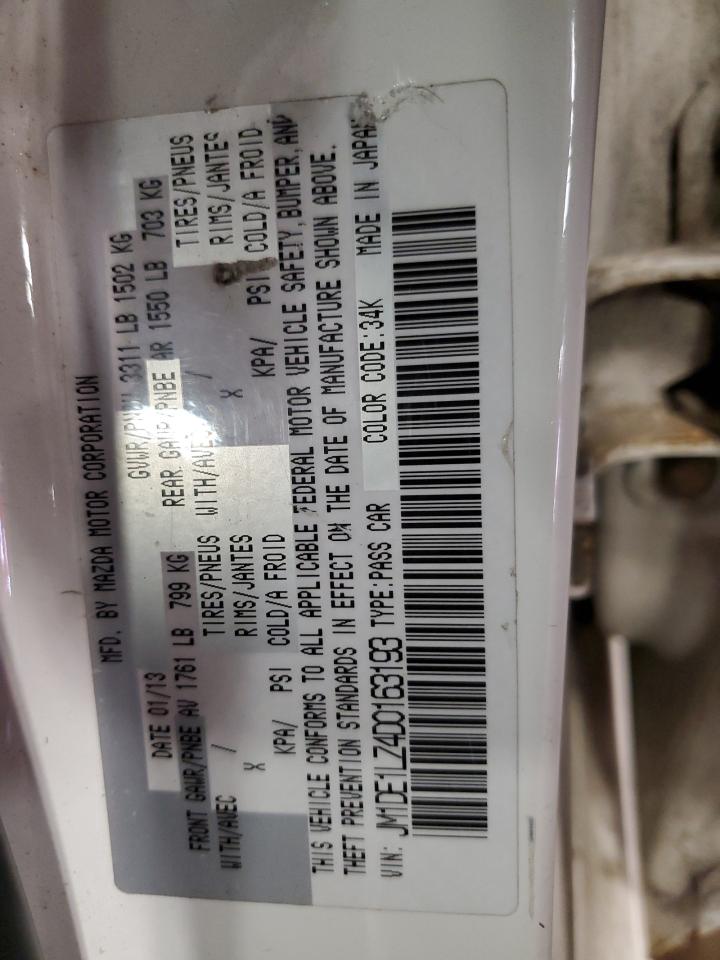 MFD. BY MAZDA MOTOR CORPORATION
DATE 01/13 GVWR/PNBV 3311 LB 1502 KG
FRONT GAWR/PNBE AV 1761 LB 799 KG REAR GAWR/PNBE AR 1550 LB 703 KG
WITH/AVEC / TIRES/PNEUS WITH/AVEC / TIRES/PNEUS
X RIMS/JANTES X RIMS/JANTES
KPA/ PSI COLD/A FROID KPA/ PSI COLD/A FROID
THIS VEHICLE CONFORMS TO ALL APPLICABLE FEDERAL MOTOR VEHICLE SAFETY, BUMPER, AND
THEFT PREVENTION STANDARDS IN EFFECT ON THE DATE OF MANUFACTURE SHOWN ABOVE.
VIN: JM1DE1LZ4D0163193 TYPE:PASS CAR COLOR CODE:34K MADE IN JAPAN